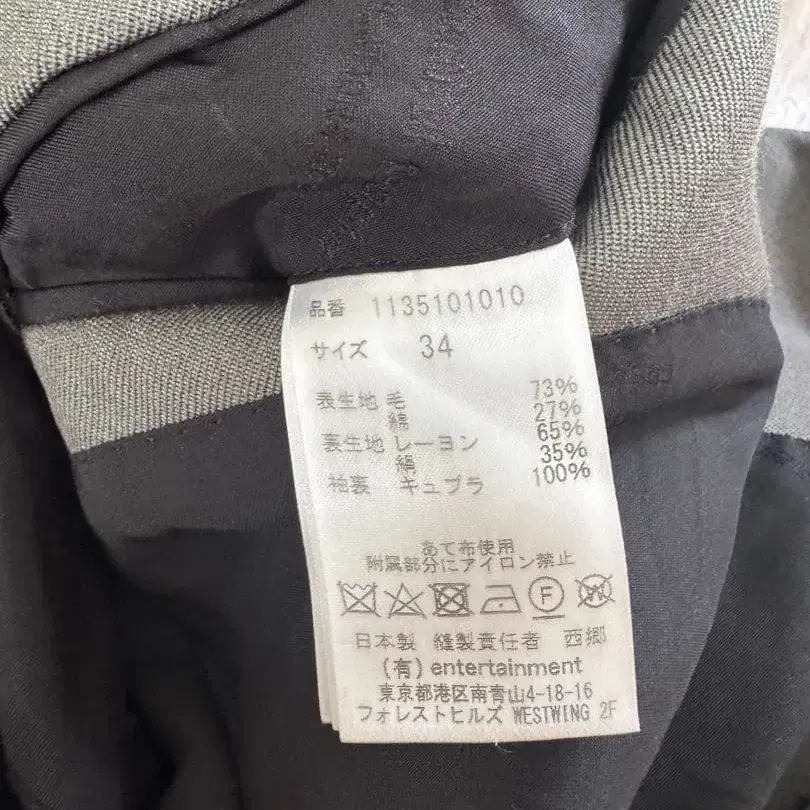 品番 1135101010
サイズ 34
表生地 毛 73%
綿 27%
裏生地 レーヨン 65%
絹 35%
袖裏 キュプラ 100%
あて布使用
附属部分にアイロン禁止
F W
日本製 縫製責任者 西郷
(有) entertainment
東京都港区南青山4-18-16
フォレストヒルズ WESTWING 2F